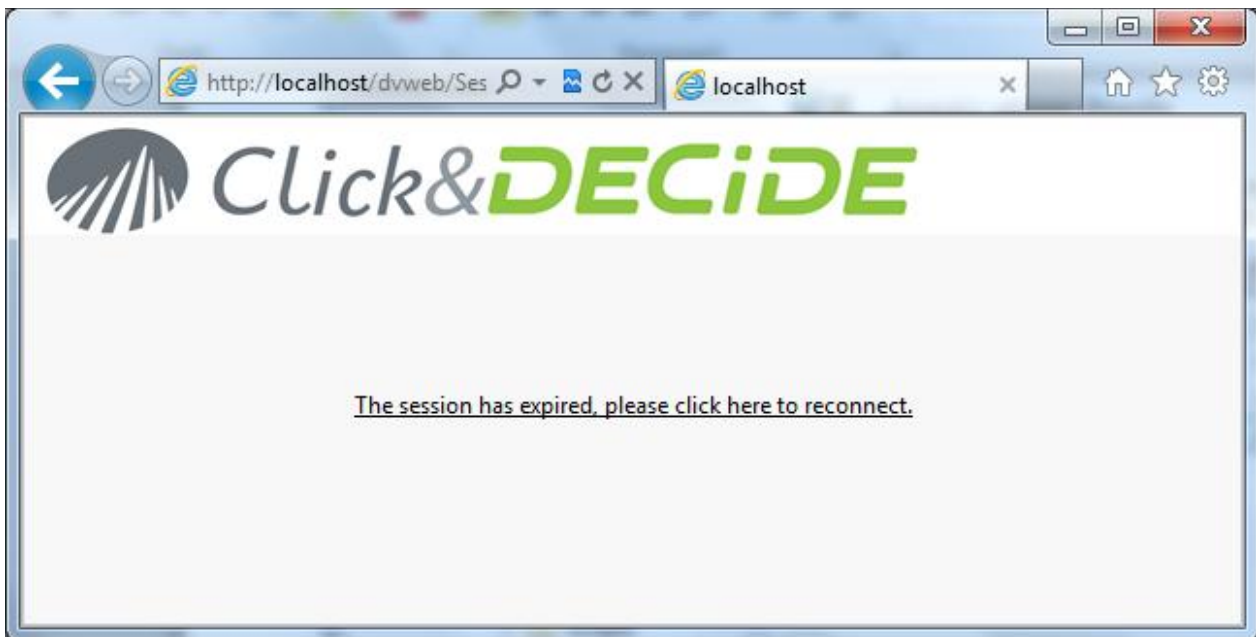 http://localhost/dvweb/Ses
localhost
Click&DECiDE
The session has expired, please click here to reconnect.